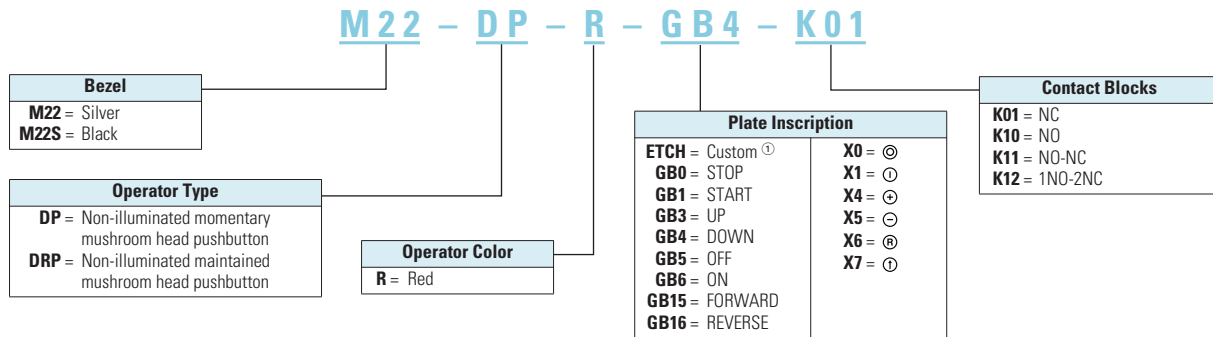 M22 – DP – R – GB4 – K01
Bezel
M22 = Silver
M22S = Black
Operator Type
DP = Non-illuminated momentary
mushroom head pushbutton
DRP = Non-illuminated maintained
mushroom head pushbutton
Operator Color
R = Red
Plate Inscription
ETCH = Custom ①
GB0 = STOP
GB1 = START
GB3 = UP
GB4 = DOWN
GB5 = OFF
GB6 = ON
GB15 = FORWARD
GB16 = REVERSE
X0 = ◎
X1 = ⦶
X4 = ⊕
X5 = ⊖
X6 = ®
X7 = ⓵
Contact Blocks
K01 = NC
K10 = NO
K11 = NO-NC
K12 = 1NO-2NC